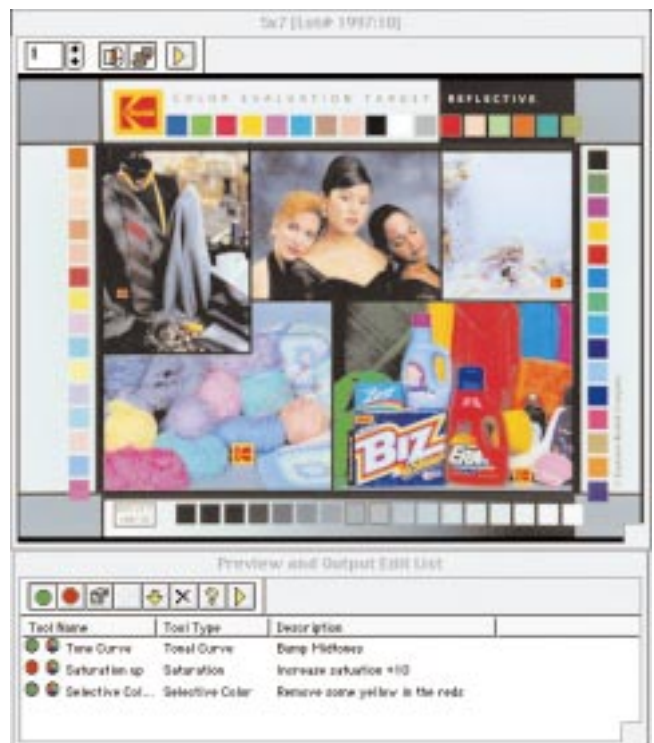 5x7 [Lot# 1997:10]
1
COLOR EVALUATION TARGET
REFLECTIVE
BIZ
Era
Preview and Output Edit List
Tool Name Tool Type Description
Tone Curve Tonal Curve Bump Midtones
Saturation up Saturation Increase satuation +10
Selective Col... Selective Color Remove some yellow in the reds